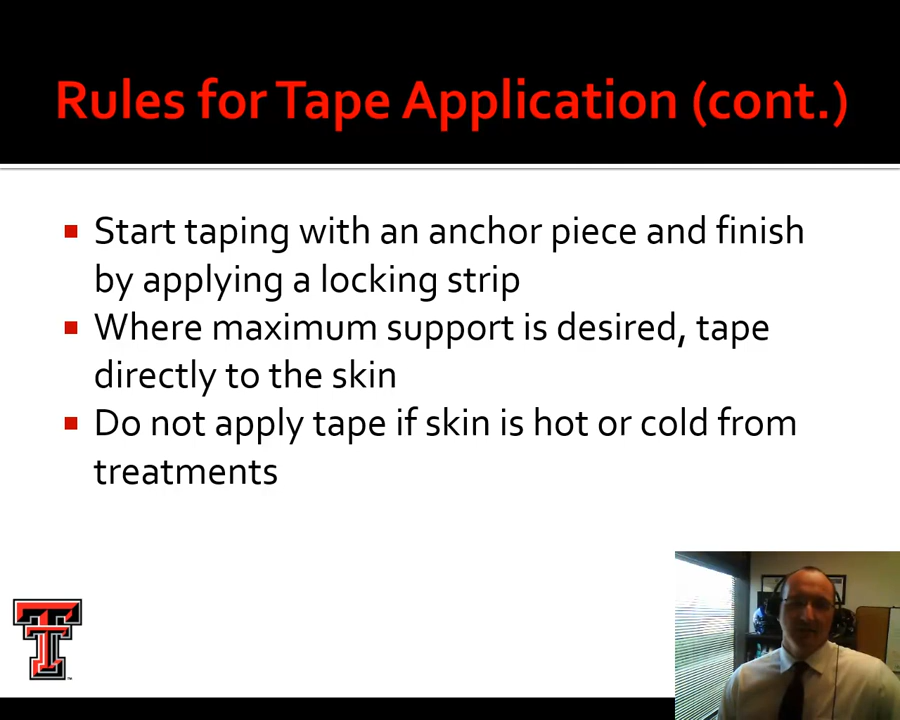 Rules for Tape Application (cont.)
Start taping with an anchor piece and finish
by applying a locking strip
Where maximum support is desired, tape
directly to the skin
Do not apply tape if skin is hot or cold from
treatments